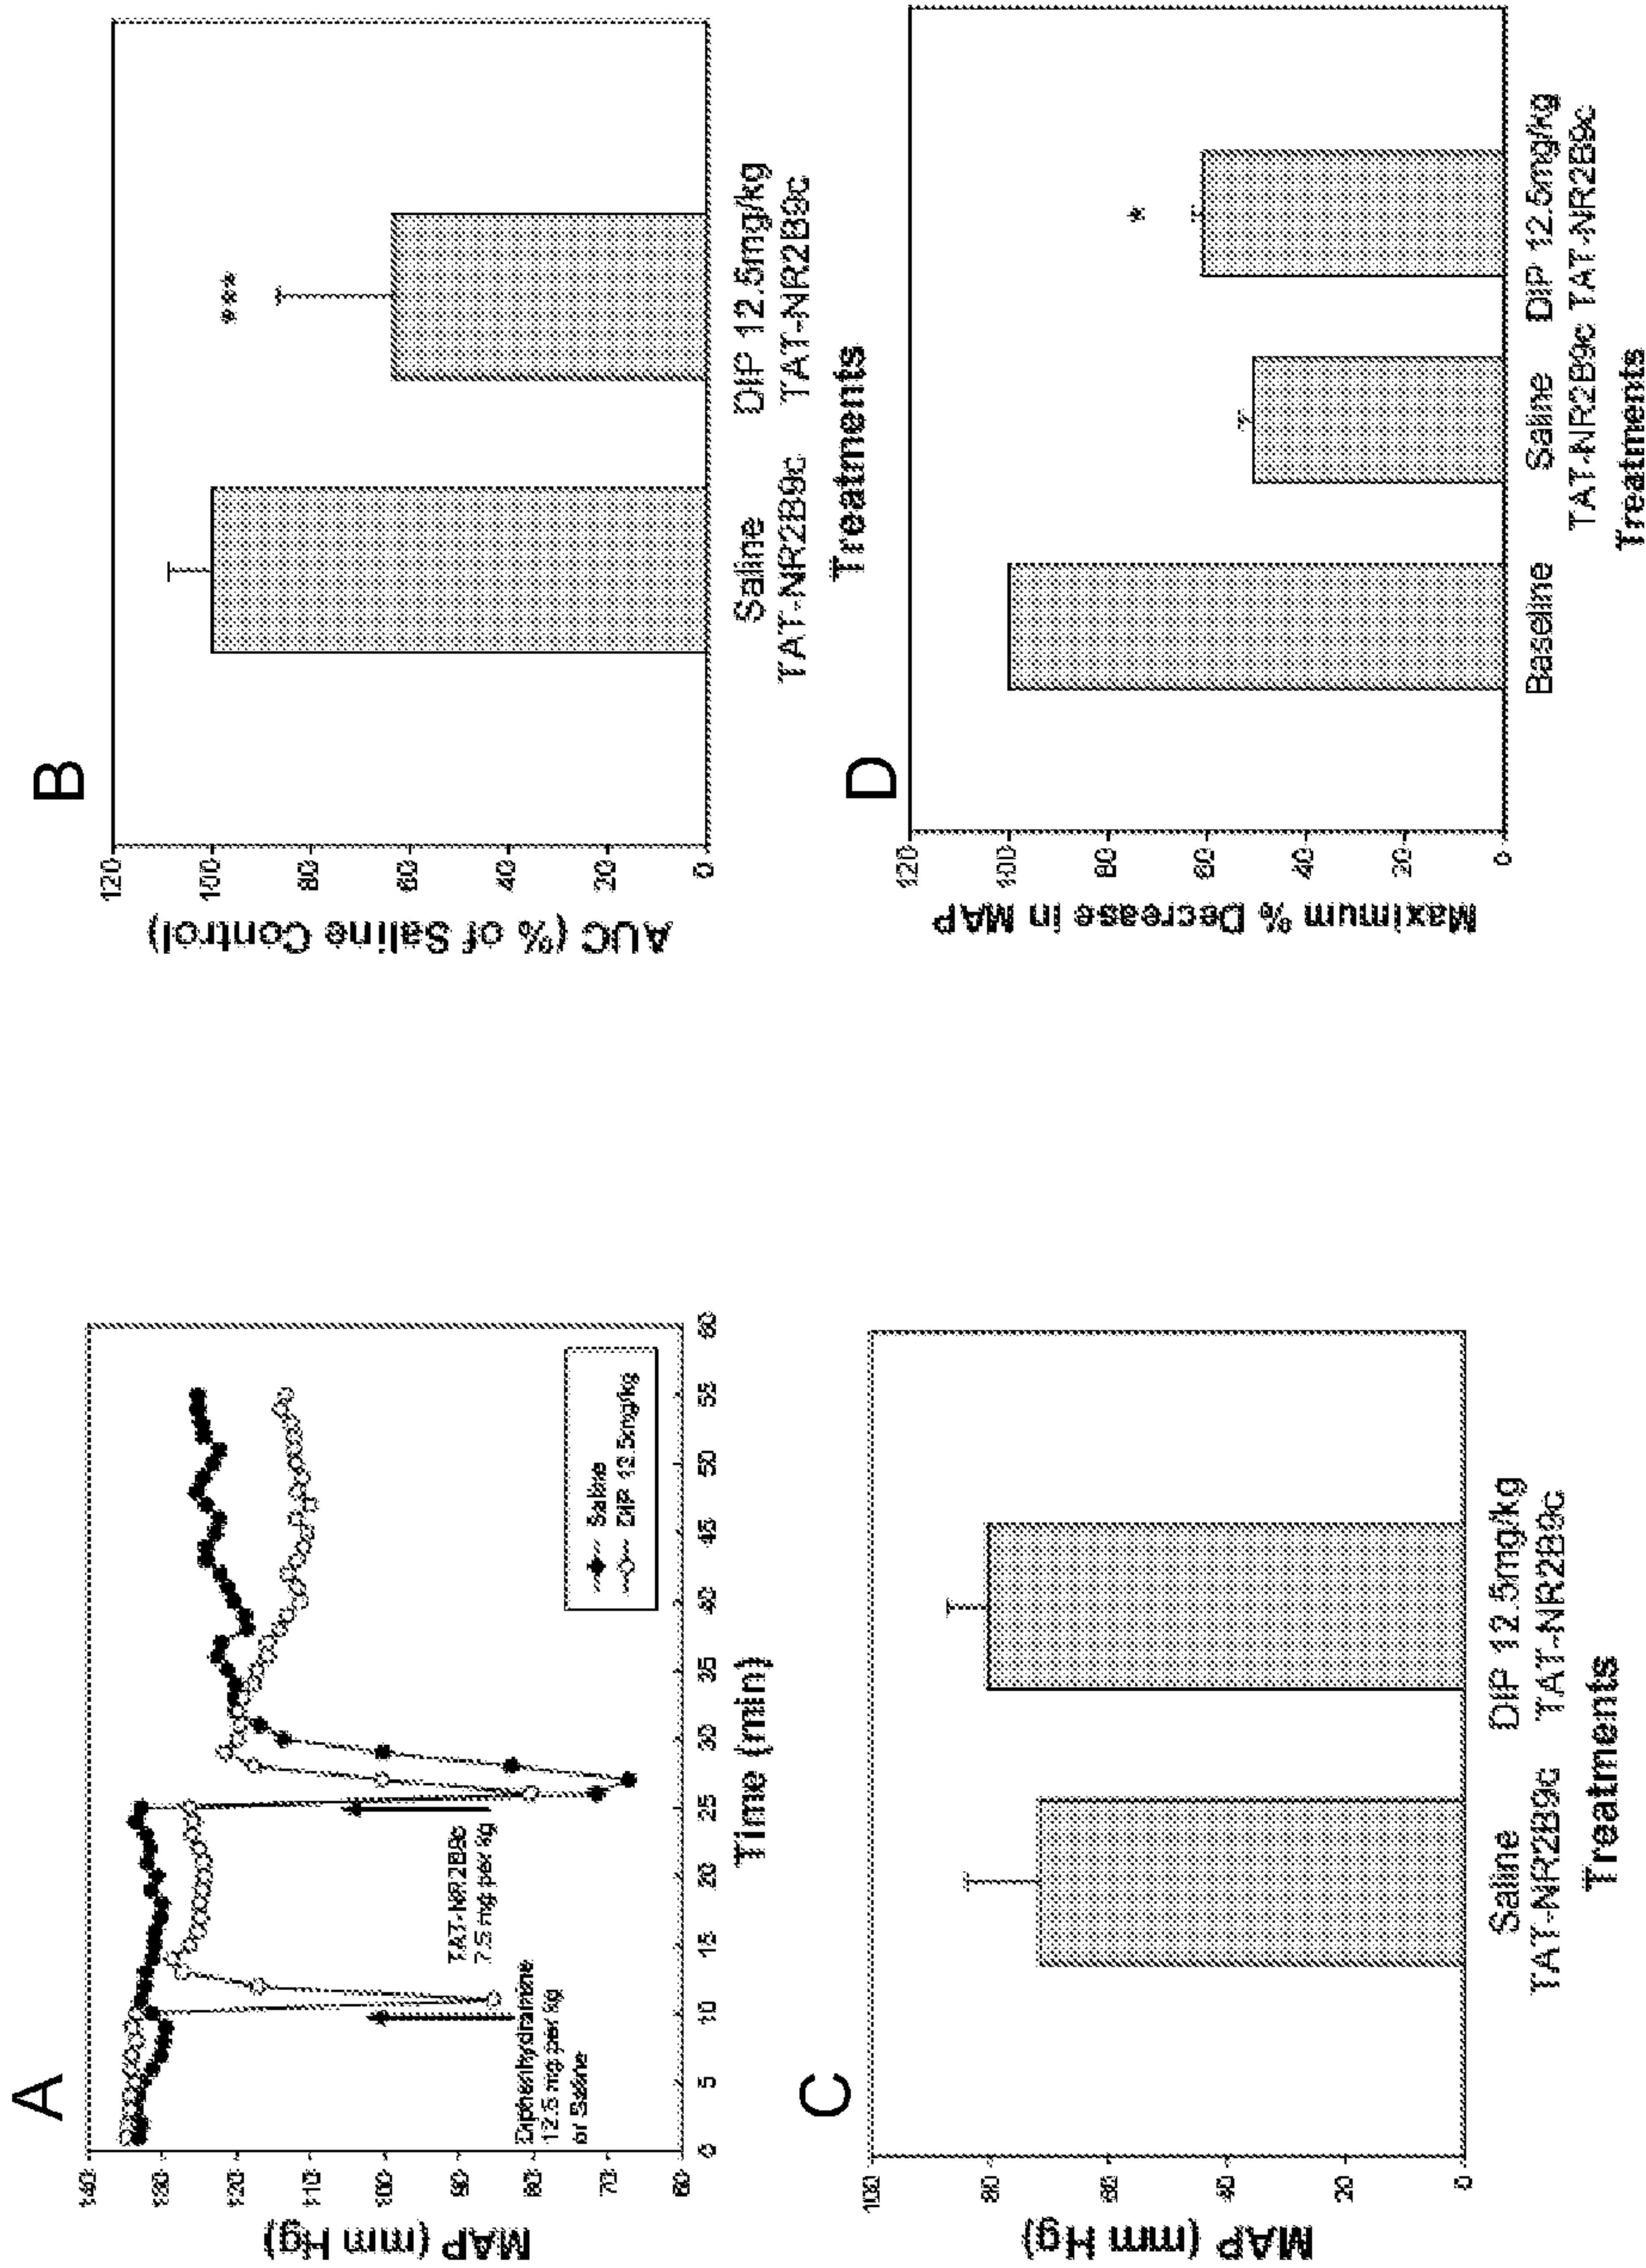 A
MAP (mm Hg)
140
130
120
110
100
90
80
70
60
Diphenhydramine
12.5 mg per kg
or Saline
TAT-NR2B9c
7.5 mg per kg
Saline
DIP 12.5mg/kg
0 5 10 15 20 25 30 35 40 45 50 55 60
Time (min)
B
AUC (% of Saline Control)
120
100
80
60
40
20
0
***
Saline DIP 12.5mg/kg
TAT-NR2B9c TAT-NR2B9c
Treatments
C
MAP (mm Hg)
100
80
60
40
20
0
Saline DIP 12.5mg/kg
TAT-NR2B9c TAT-NR2B9c
Treatments
D
Maximum % Decrease in MAP
120
100
80
60
40
20
0
*
Baseline Saline DIP 12.5mg/kg
TAT-NR2B9c TAT-NR2B9c
Treatments